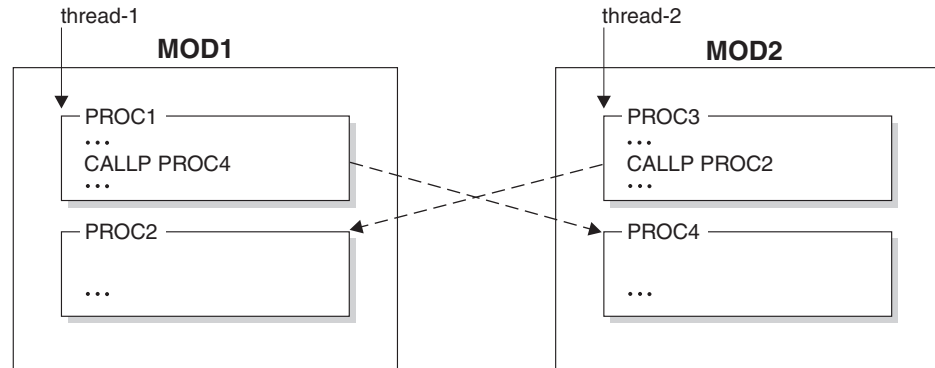 thread-1
MOD1
PROC1
...
CALLP PROC4
...
PROC2
...
thread-2
MOD2
PROC3
...
CALLP PROC2
...
PROC4
...